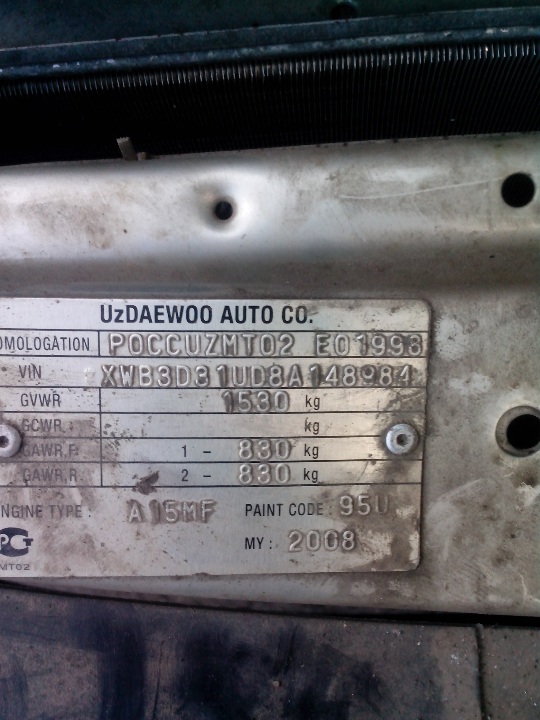 UzDAEWOO AUTO CO.
OMOLOGATION POCCUZMT02 E01993
VIN XWB3D31UD8A148984
GVWR 1530 kg
GCWR: kg
GAWR.F. 1 - 830 kg
GAWR.R. 2 - 830 kg
NGINE TYPE: A15MF PAINT CODE: 95U
MY: 2008
MT02